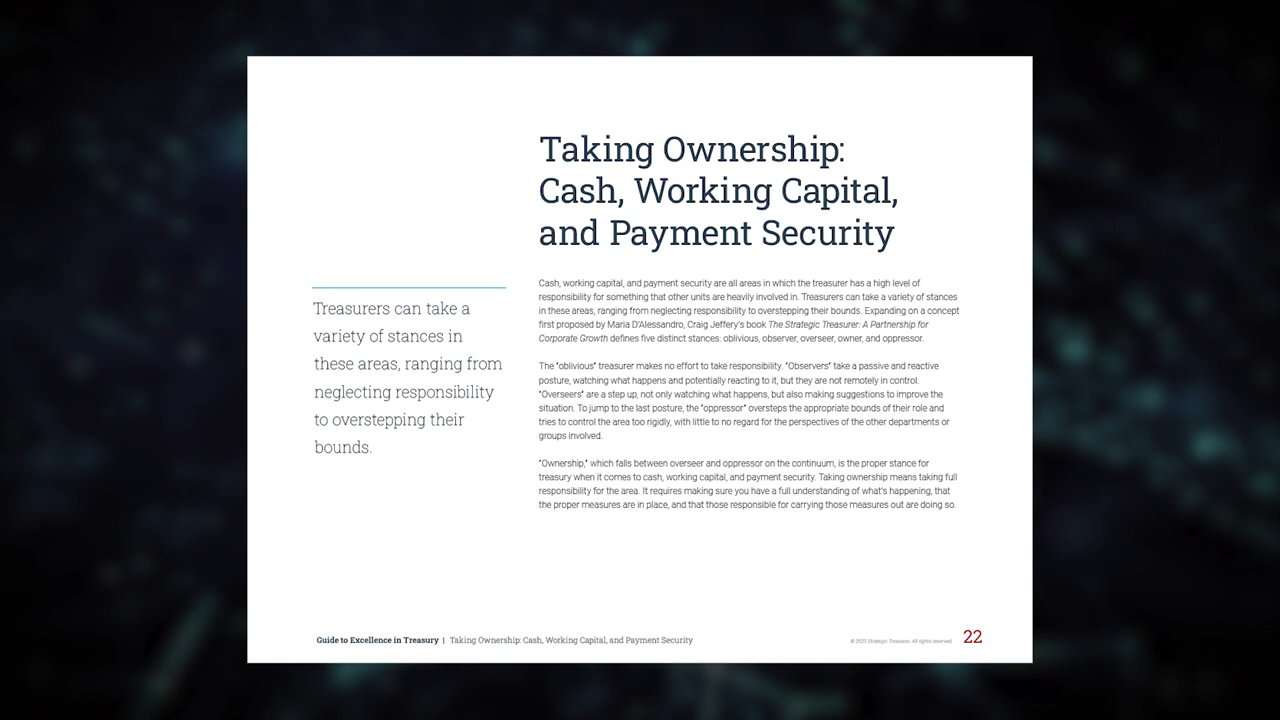 Taking Ownership:
Cash, Working Capital,
and Payment Security
Treasurers can take a
variety of stances in
these areas, ranging from
neglecting responsibility
to overstepping their
bounds.
Cash, working capital, and payment security are all areas in which the treasurer has a high level of
responsibility for something that other units are heavily involved in. Treasurers can take a variety of stances
in these areas, ranging from neglecting responsibility to overstepping their bounds. Expanding on a concept
first proposed by Maria D'Alessandro, Craig Jeffery's book The Strategic Treasurer: A Partnership for
Corporate Growth defines five distinct stances: oblivious, observer, overseer, owner, and oppressor.
The "oblivious" treasurer makes no effort to take responsibility. "Observers" take a passive and reactive
posture, watching what happens and potentially reacting to it, but they are not remotely in control.
"Overseers" are a step up, not only watching what happens, but also making suggestions to improve the
situation. To jump to the last posture, the "oppressor" oversteps the appropriate bounds of their role and
tries to control the area too rigidly, with little to no regard for the perspectives of the other departments or
groups involved.
"Ownership," which falls between overseer and oppressor on the continuum, is the proper stance for
treasury when it comes to cash, working capital, and payment security. Taking ownership means taking full
responsibility for the area. It requires making sure you have a full understanding of what's happening, that
the proper measures are in place, and that those responsible for carrying those measures out are doing so.
Guide to Excellence in Treasury | Taking Ownership: Cash, Working Capital, and Payment Security
© 2023 Strategic Treasurer. All rights reserved. 22